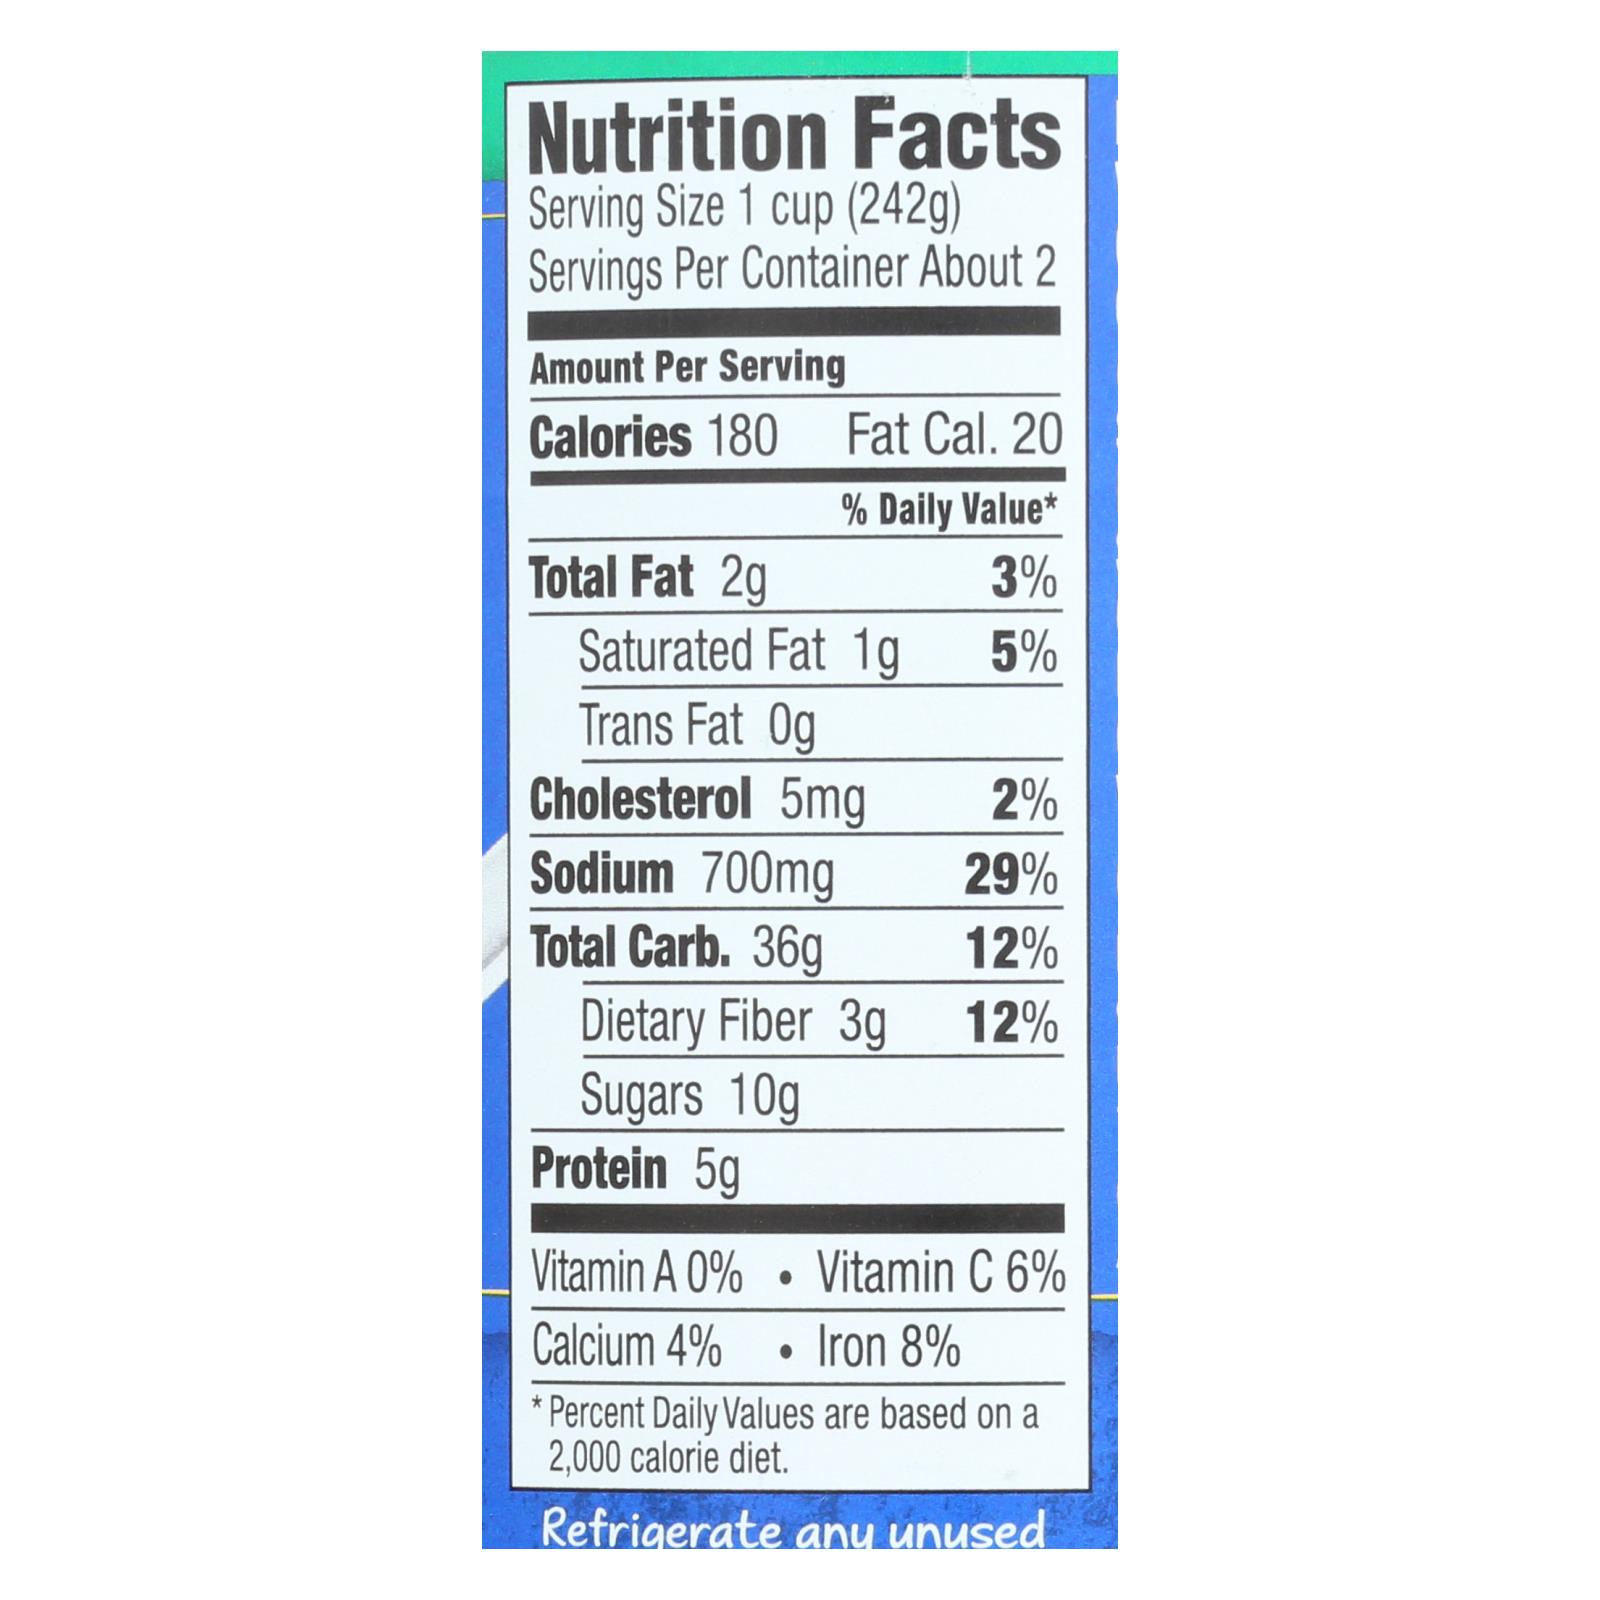 Nutrition Facts
Serving Size 1 cup (242g)
Servings Per Container About 2
Amount Per Serving
Calories 180 Fat Cal. 20
% Daily Value*
Total Fat 2g 3%
Saturated Fat 1g 5%
Trans Fat 0g
Cholesterol 5mg 2%
Sodium 700mg 29%
Total Carb. 36g 12%
Dietary Fiber 3g 12%
Sugars 10g
Protein 5g
Vitamin A 0% • Vitamin C 6%
Calcium 4% • Iron 8%
* Percent Daily Values are based on a
2,000 calorie diet.
Refrigerate any unused